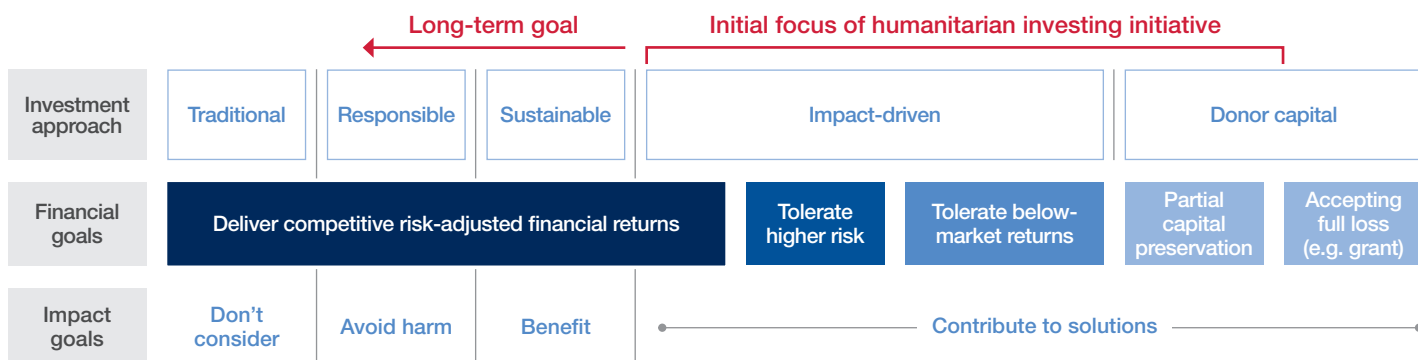 Long-term goal
Initial focus of humanitarian investing initiative
Investment
approach
Traditional
Responsible
Sustainable
Impact-driven
Donor capital
Financial
goals
Deliver competitive risk-adjusted financial returns
Tolerate
higher risk
Tolerate below-
market returns
Partial
capital
preservation
Accepting
full loss
(e.g. grant)
Impact
goals
Don’t
consider
Avoid harm
Benefit
Contribute to solutions